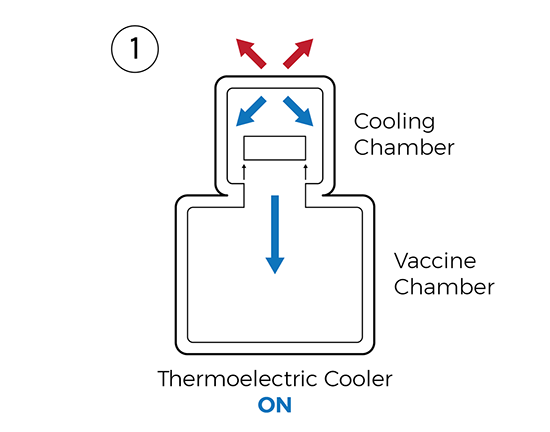 1
Cooling
Chamber
Vaccine
Chamber
Thermoelectric Cooler
ON